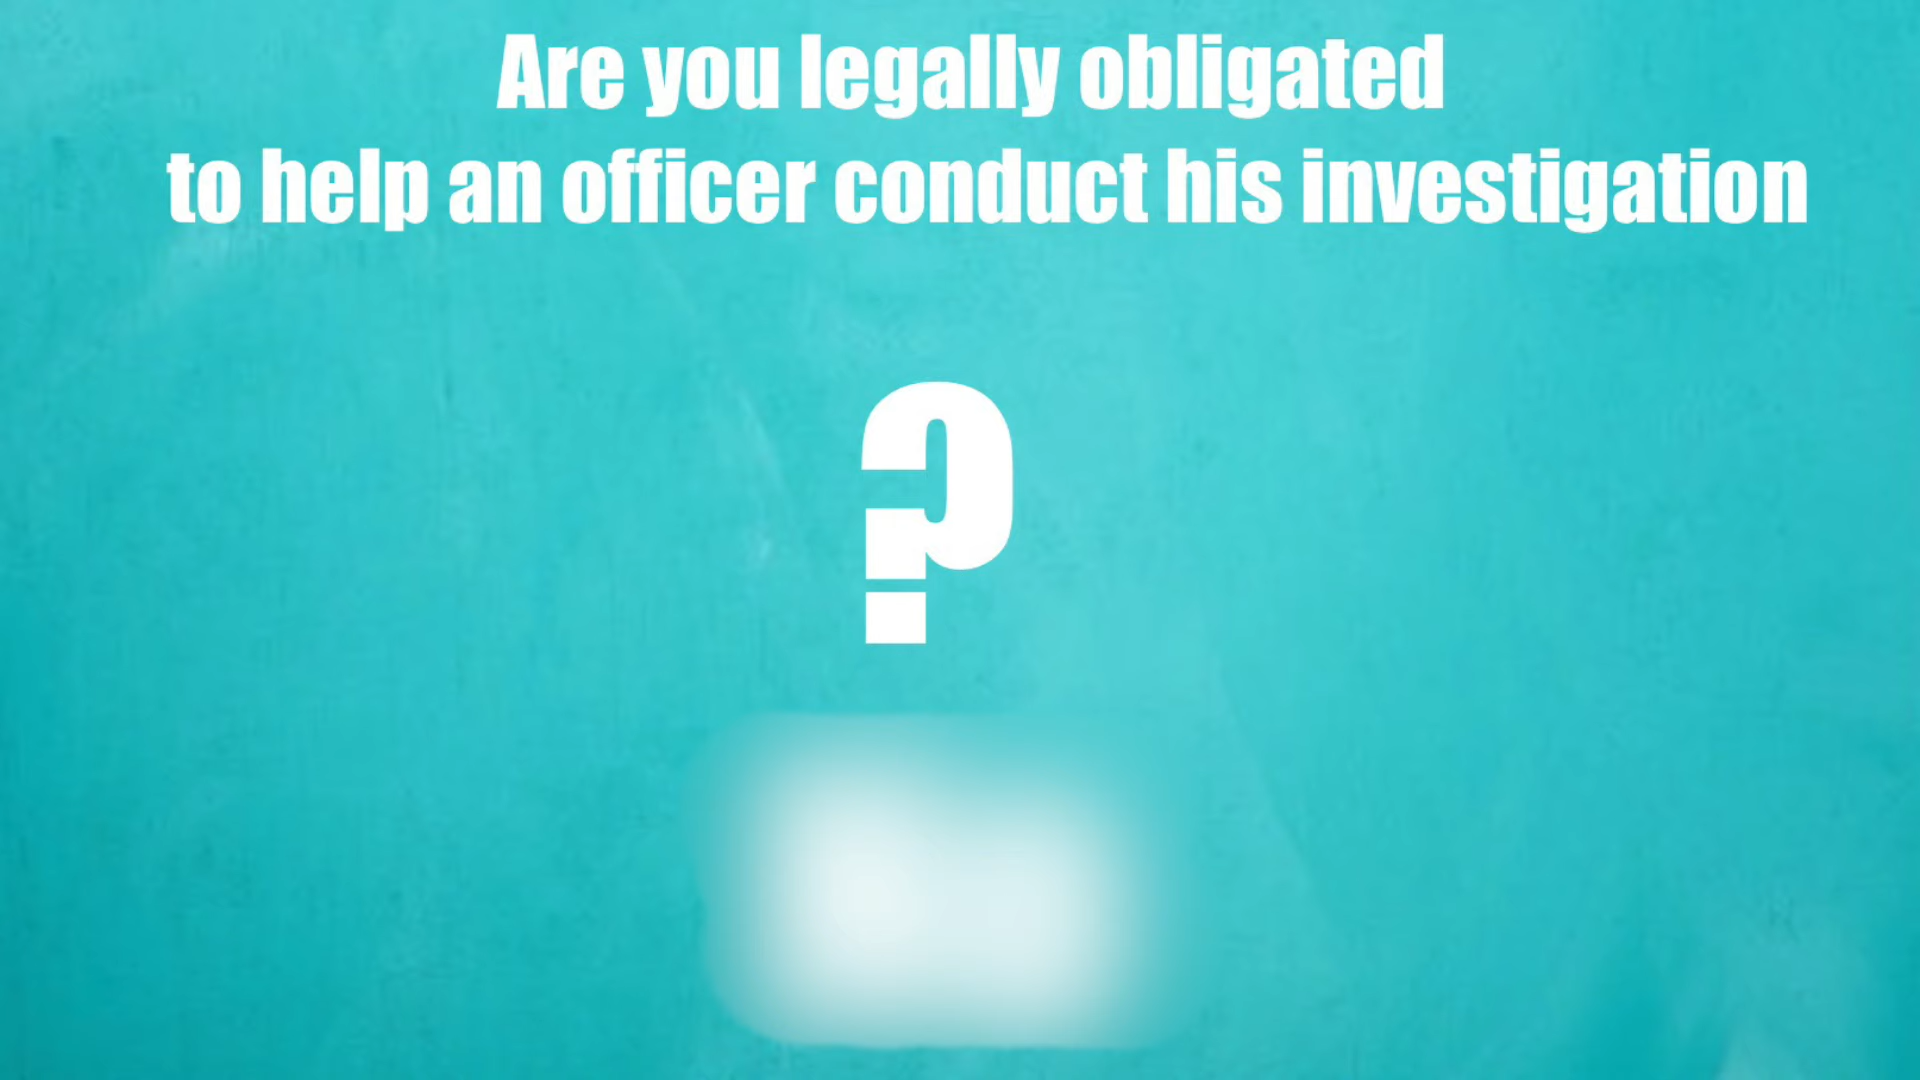 Are you legally obligated
to help an officer conduct his investigation
?